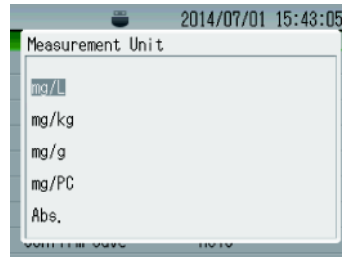 2014/07/01 15:43:05
Measurement Unit
mg/L
mg/kg
mg/g
mg/PC
Abs.